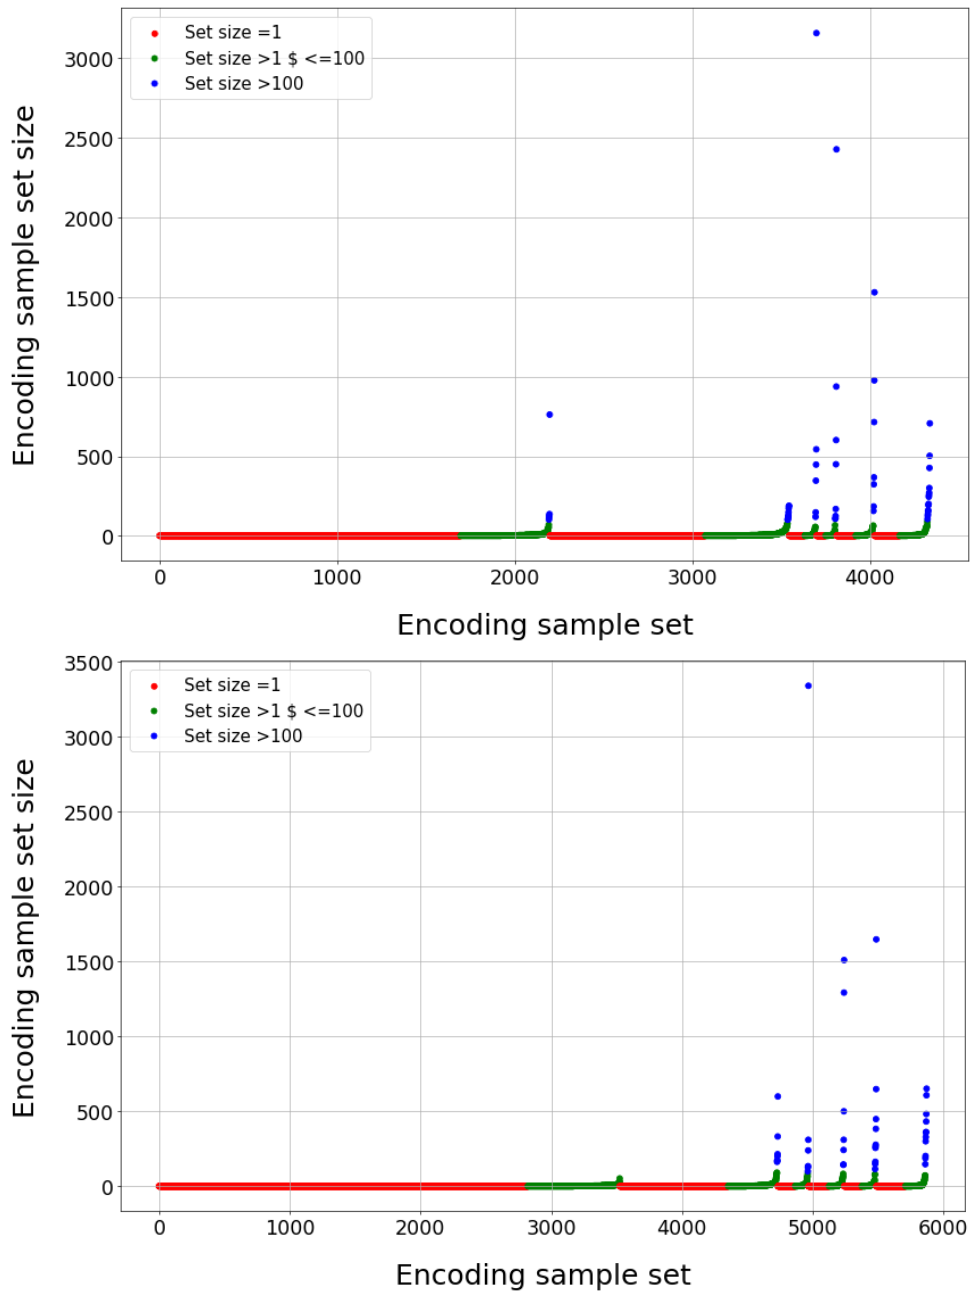 Set size =1
Set size >1 $ <=100
Set size >100
3000
2500
2000
1500
1000
500
0
Encoding sample set size
0 1000 2000 3000 4000
Encoding sample set
Set size =1
Set size >1 $ <=100
Set size >100
3500
3000
2500
2000
1500
1000
500
0
Encoding sample set size
0 1000 2000 3000 4000 5000 6000
Encoding sample set